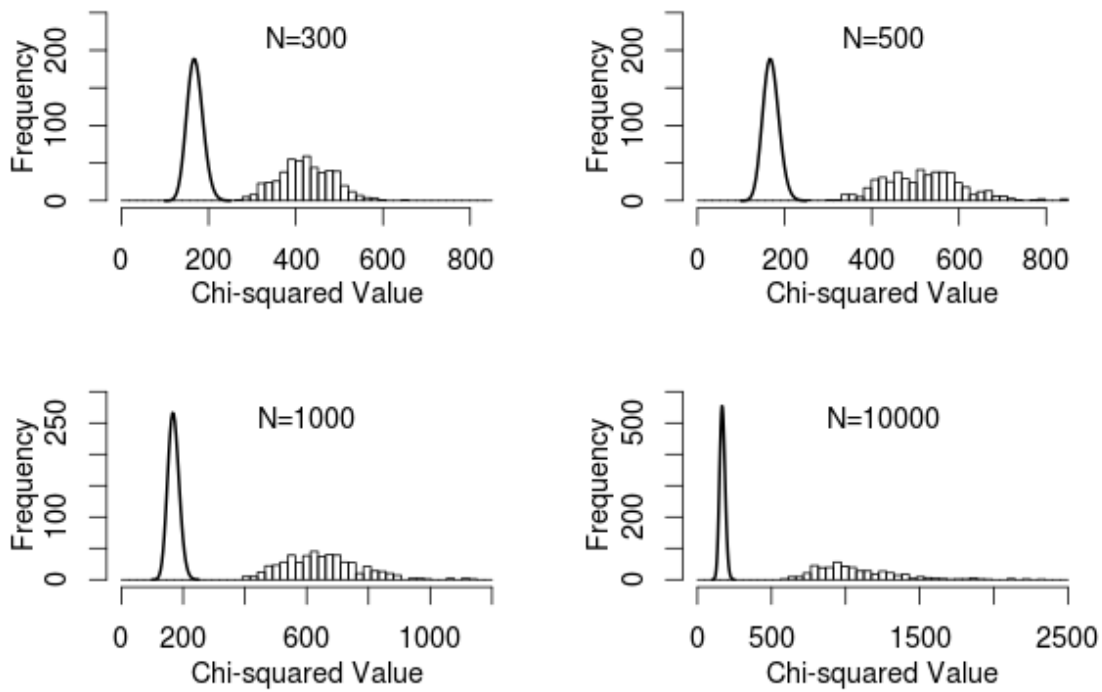 N=300
Frequency
200
100
0
0 200 400 600 800
Chi-squared Value
N=500
Frequency
200
100
0
0 200 400 600 800
Chi-squared Value
N=1000
Frequency
250
100
0
0 200 600 1000
Chi-squared Value
N=10000
Frequency
500
200
0
0 500 1500 2500
Chi-squared Value